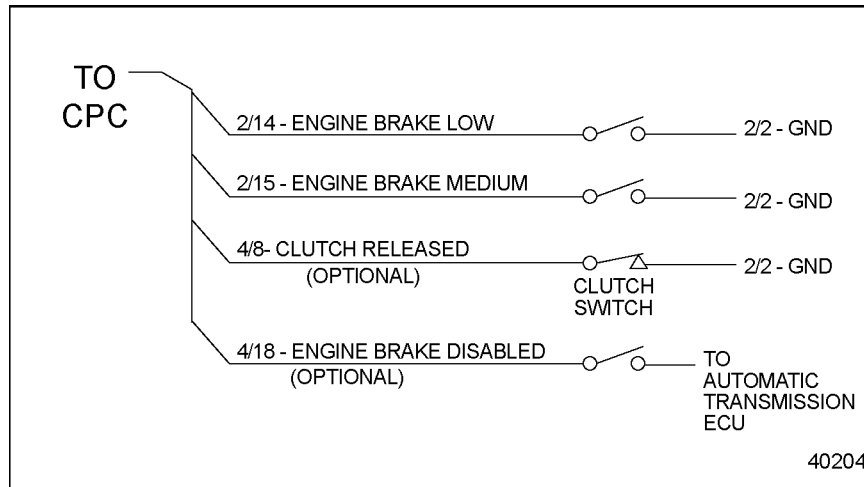 TO
CPC
2/14 - ENGINE BRAKE LOW
2/2 - GND
2/15 - ENGINE BRAKE MEDIUM
2/2 - GND
4/8- CLUTCH RELEASED
(OPTIONAL)
2/2 - GND
CLUTCH
SWITCH
4/18 - ENGINE BRAKE DISABLED
(OPTIONAL)
TO
AUTOMATIC
TRANSMISSION
ECU
40204